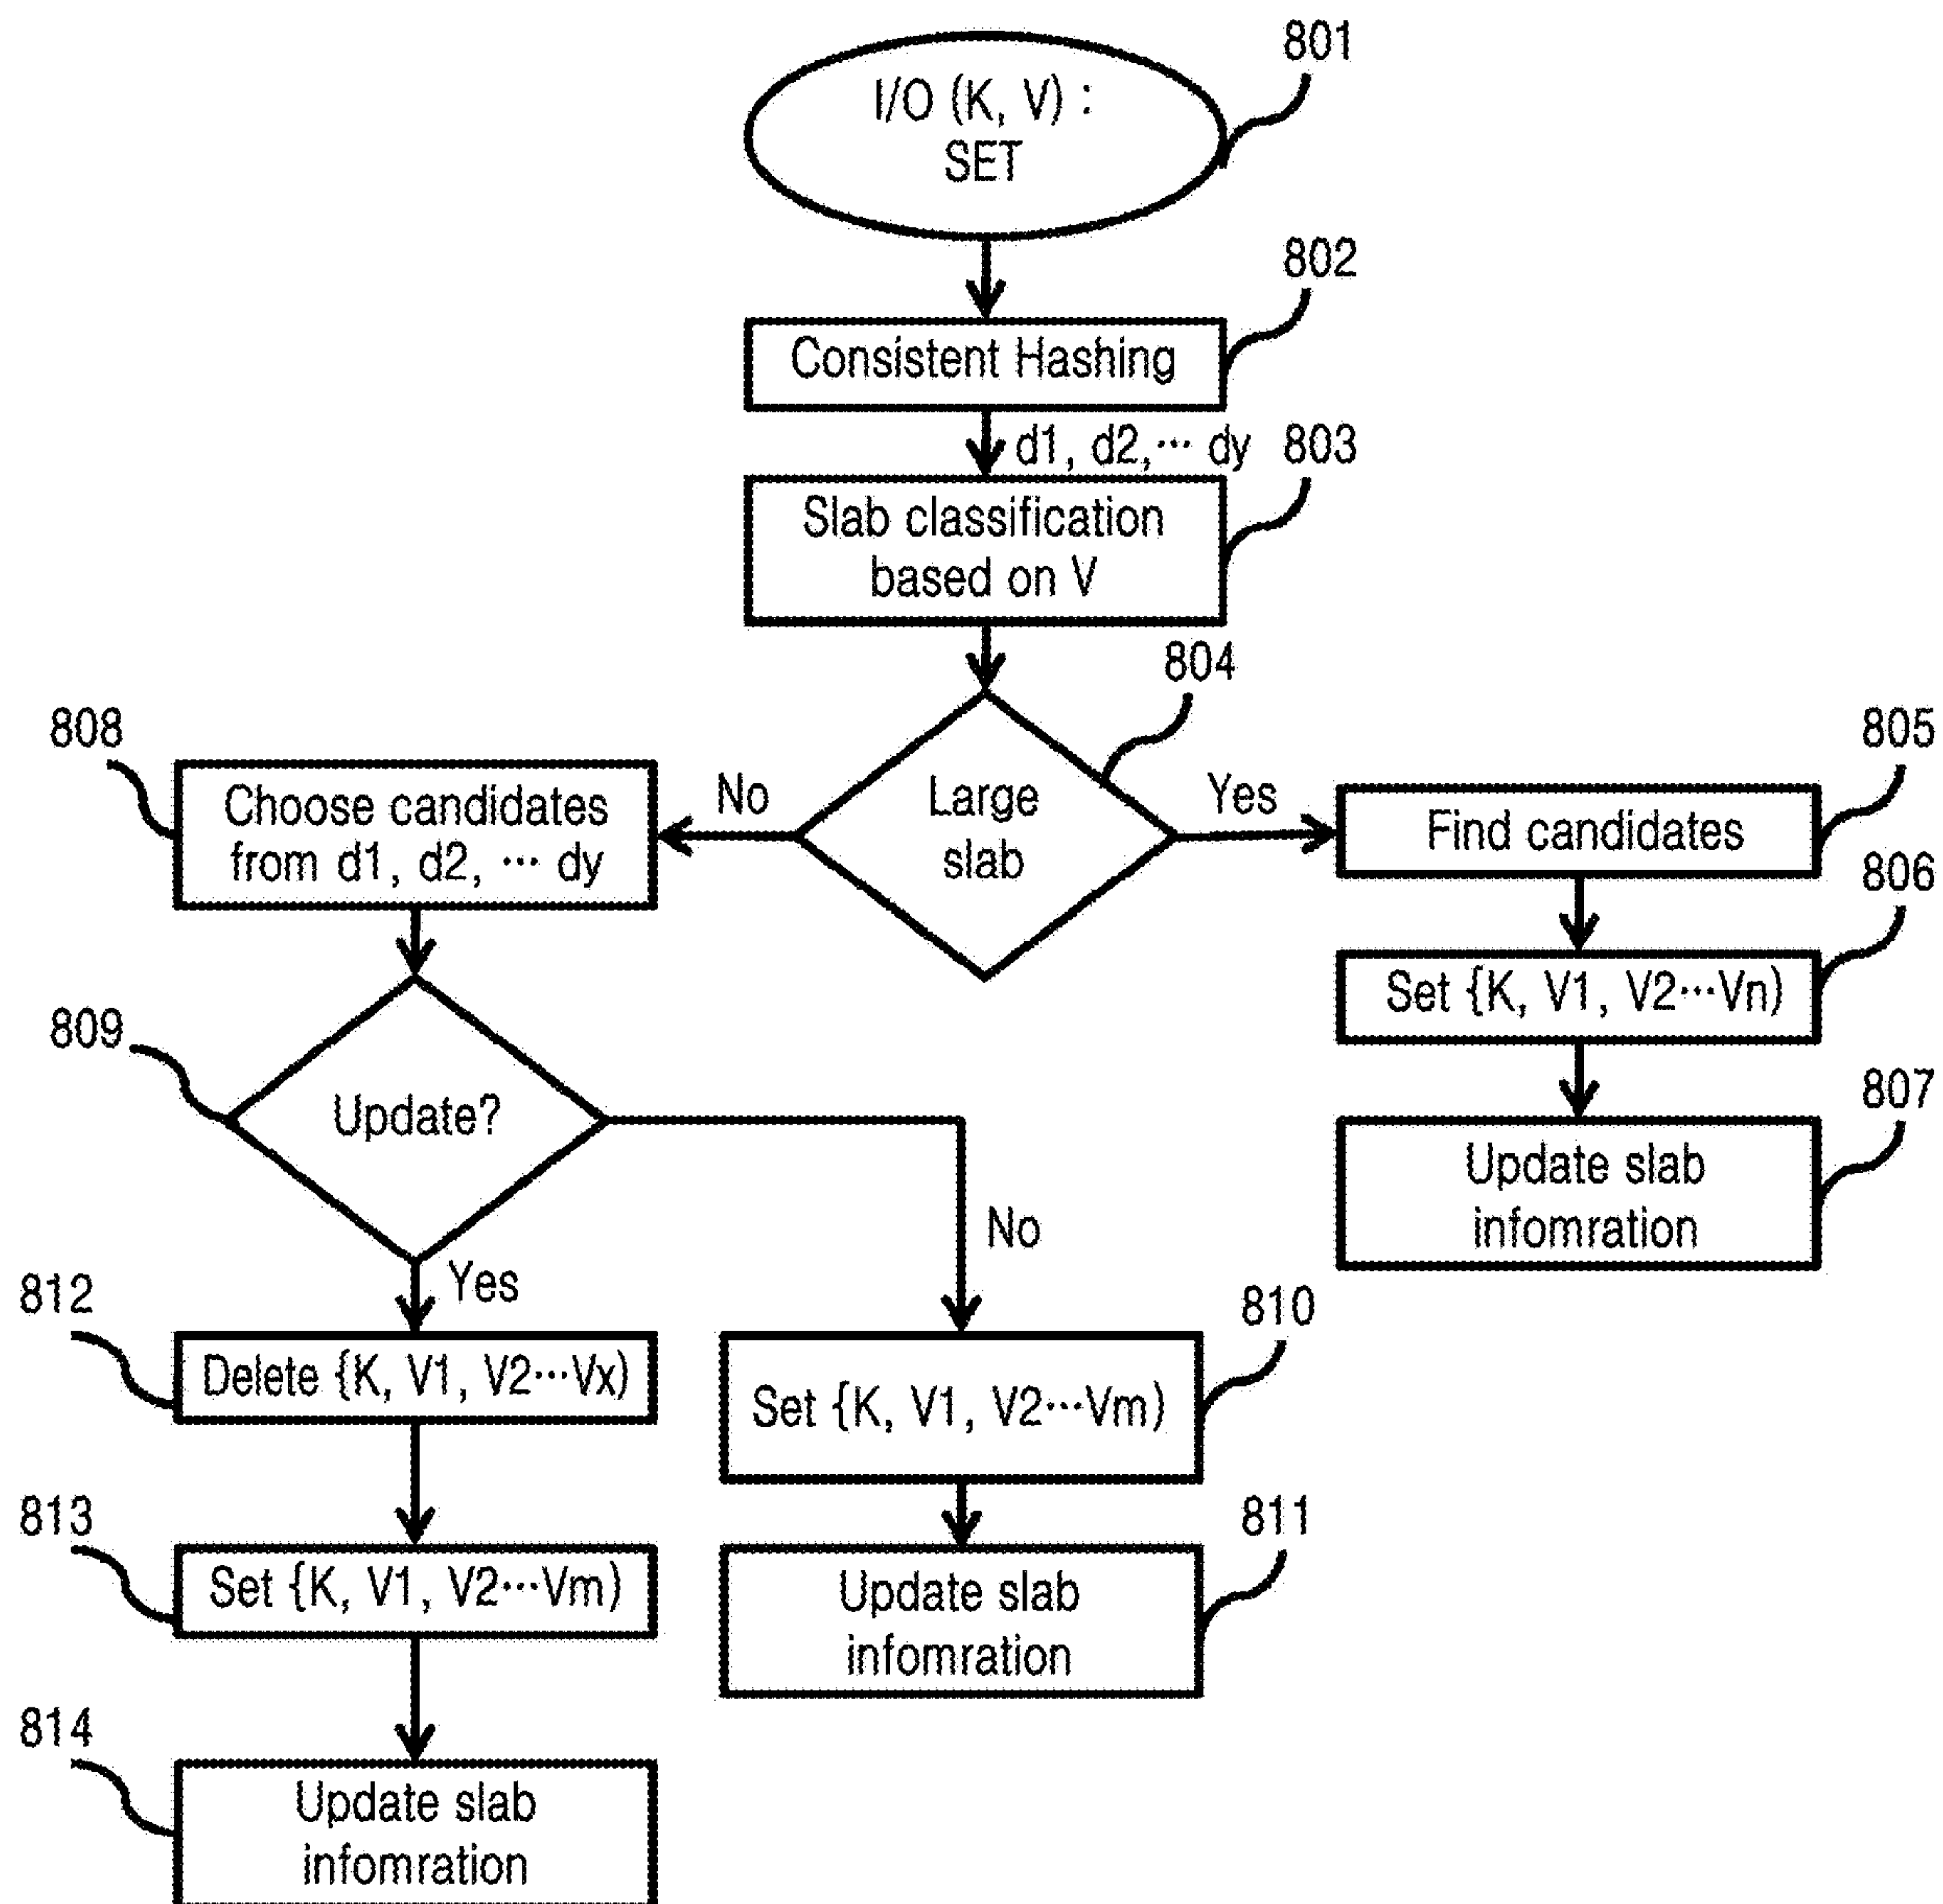 801
I/O (K, V) :
SET
802
Consistent Hashing
d1, d2,··· dy
803
Slab classification
based on V
804
808
Choose candidates
from d1, d2, ··· dy
No
Large
slab
Yes
805
Find candidates
806
Set {K, V1, V2···Vn)
807
Update slab
infomration
809
Update?
No
Yes
812
Delete {K, V1, V2···Vx)
810
Set {K, V1, V2···Vm)
813
Set {K, V1, V2···Vm)
811
Update slab
infomration
814
Update slab
infomration